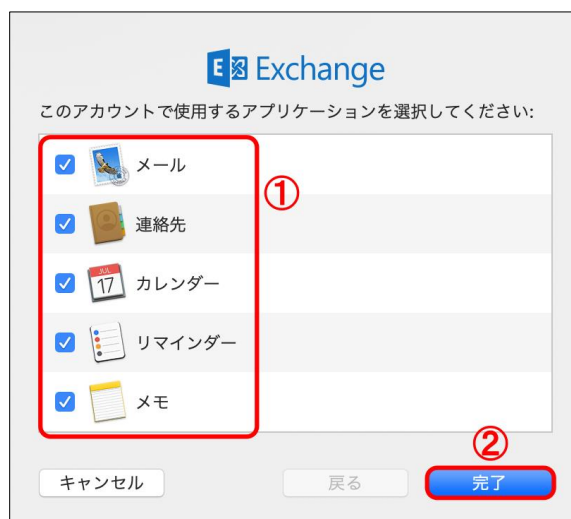 E Exchange
このアカウントで使用するアプリケーションを選択してください:
メール
①
連絡先
JUL
17
カレンダー
リマインダー
メモ
②
キャンセル
戻る
完了